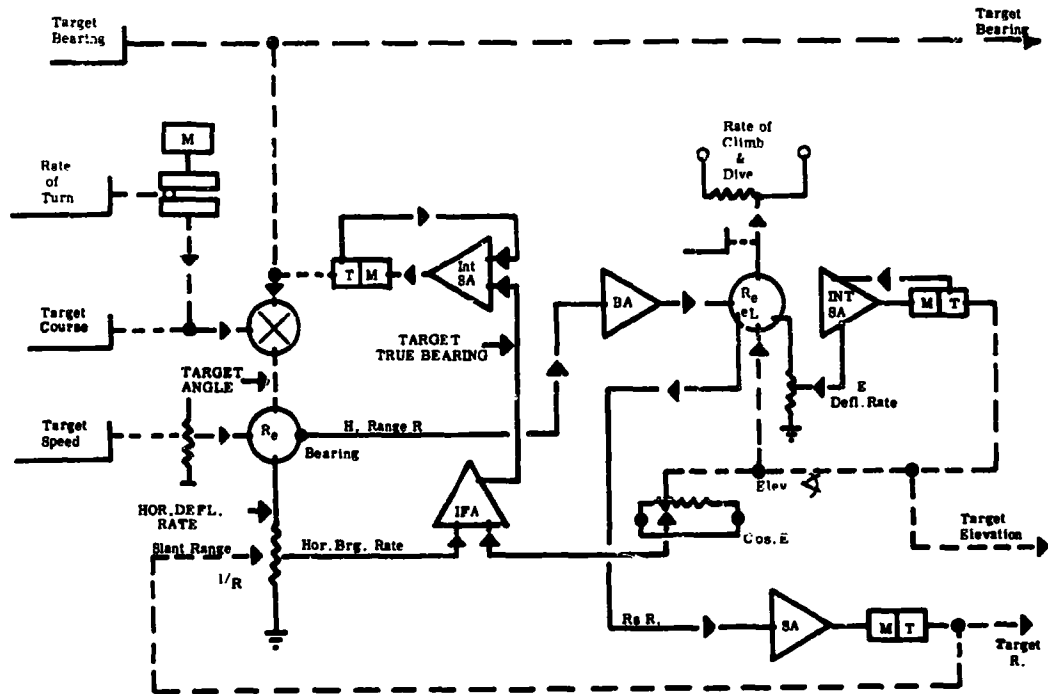 Target
Bearing
Target
Bearing
M
Rate of
Climb
&
Dive
Rate
of
Turn
T M
Int
SA
BA
Re
eL
INT
SA
M T
Target
Course
TARGET
TRUE BEARING
TARGET
ANGLE
E
Defl. Rate
Target
Speed
Re
H, Range R
Bearing
Elev
HOR. DEFL.
RATE
IFA
Cos. E
Target
Elevation
Slant Range
Hor. Brg. Rate
1/R
Rs R.
SA
M T
Target
R.